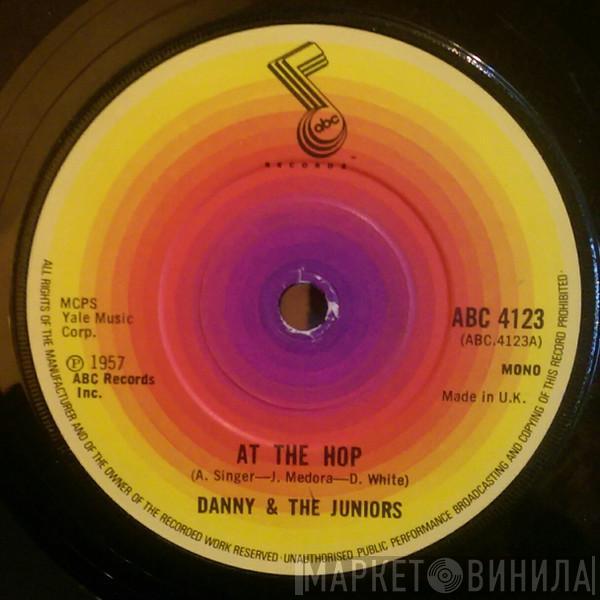 abc
RECORDS™
MCPS
Yale Music
Corp.
℗ 1957
ABC Records
Inc.
ABC 4123
(ABC.4123A)
MONO
Made in U.K.
AT THE HOP
(A. Singer—J. Medora—D. White)
DANNY & THE JUNIORS
ALL RIGHTS OF THE MANUFACTURER AND OF THE OWNER OF THE RECORDED WORK RESERVED · UNAUTHORISED PUBLIC PERFORMANCE BROADCASTING AND COPYING OF THIS RECORD PROHIBITED ·
МАРКЕТ ВИНИЛА